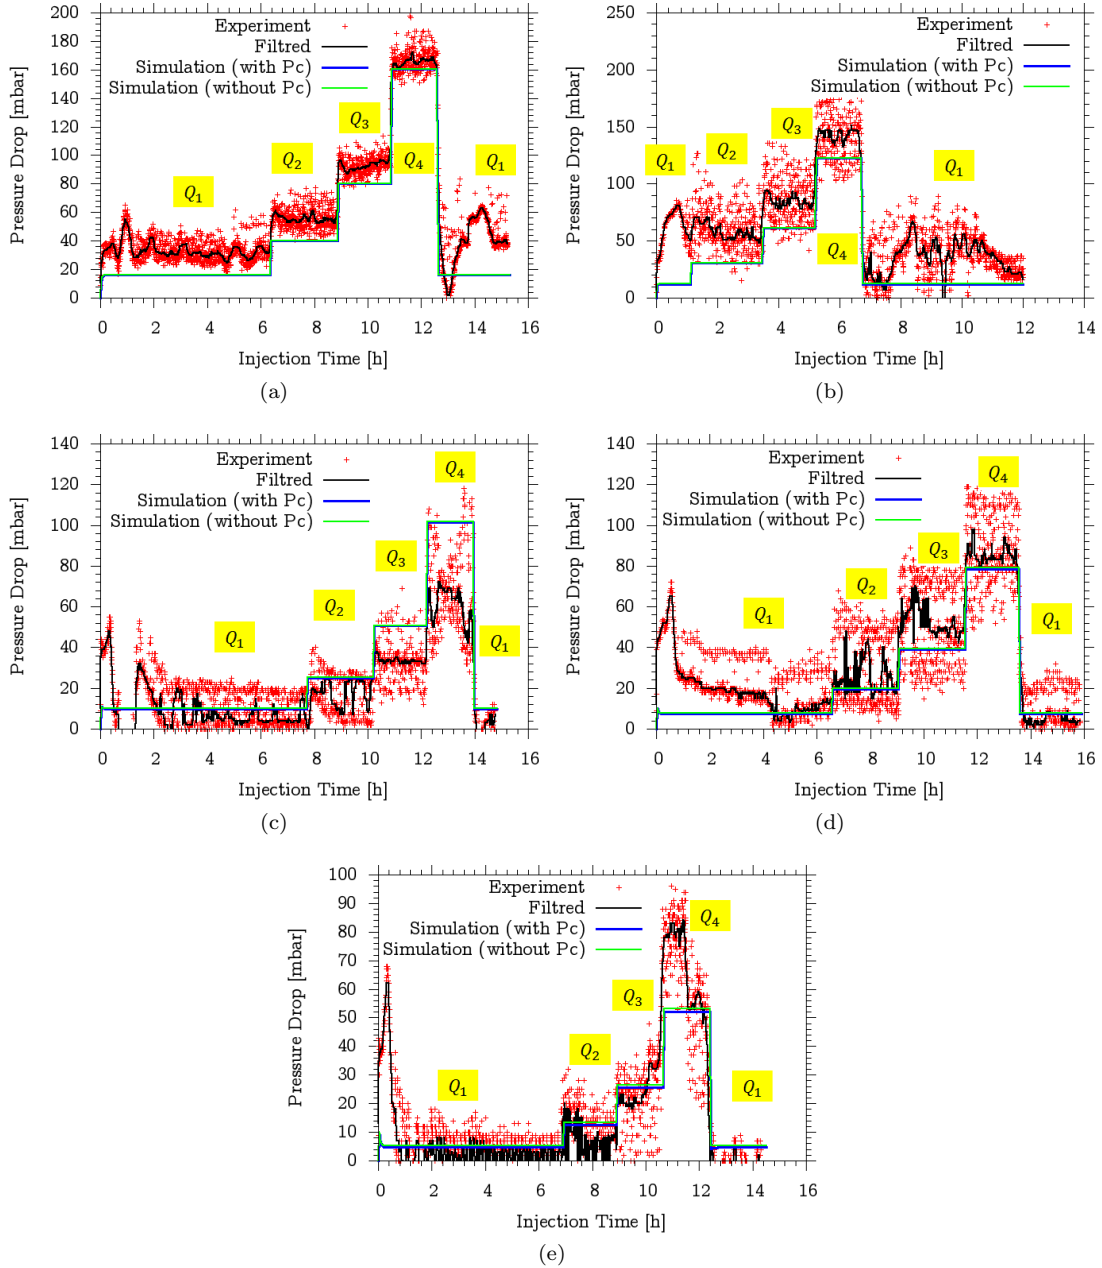 Experiment
Filtred
Simulation (with Pc)
Simulation (without Pc)
Pressure Drop [mbar]
200
180
160
140
120
100
80
60
40
20
0
Q1
Q2
Q3
Q4
Q1
0 2 4 6 8 10 12 14 16
Injection Time [h]
(a)
Experiment
Filtred
Simulation (with Pc)
Simulation (without Pc)
Pressure Drop [mbar]
250
200
150
100
50
0
Q1
Q2
Q3
Q4
Q1
0 2 4 6 8 10 12 14
Injection Time [h]
(b)
Experiment
Filtred
Simulation (with Pc)
Simulation (without Pc)
Pressure Drop [mbar]
140
120
100
80
60
40
20
0
Q1
Q2
Q3
Q4
Q1
0 2 4 6 8 10 12 14 16
Injection Time [h]
(c)
Experiment
Filtred
Simulation (with Pc)
Simulation (without Pc)
Pressure Drop [mbar]
140
120
100
80
60
40
20
0
Q1
Q2
Q3
Q4
Q1
0 2 4 6 8 10 12 14 16
Injection Time [h]
(d)
Experiment
Filtred
Simulation (with Pc)
Simulation (without Pc)
Pressure Drop [mbar]
100
90
80
70
60
50
40
30
20
10
0
Q1
Q2
Q3
Q4
Q1
0 2 4 6 8 10 12 14 16
Injection Time [h]
(e)